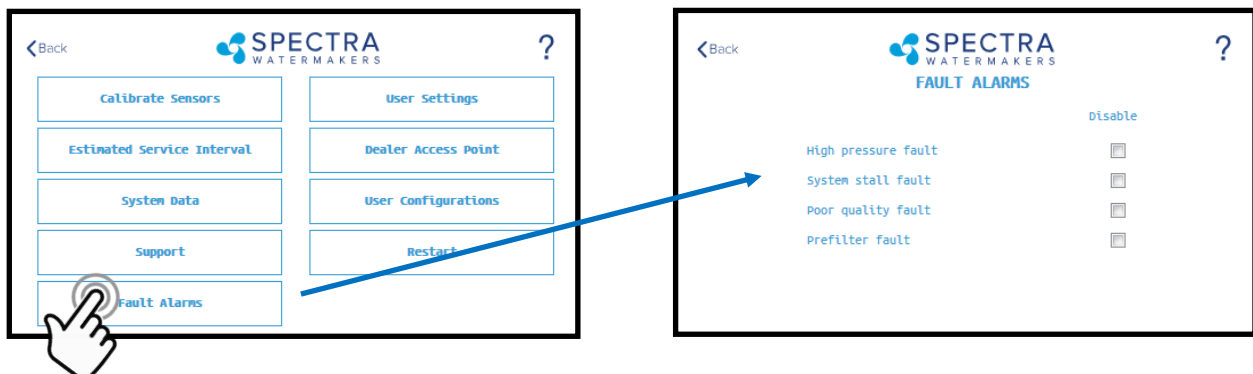 Back
SPECTRA
WATERMAKERS
?
Calibrate Sensors
User Settings
Estimated Service Interval
Dealer Access Point
System Data
User Configurations
Support
Restart
Fault Alarms
Back
SPECTRA
WATERMAKERS
?
FAULT ALARMS
Disable
High pressure fault
System stall fault
Poor quality fault
Prefilter fault